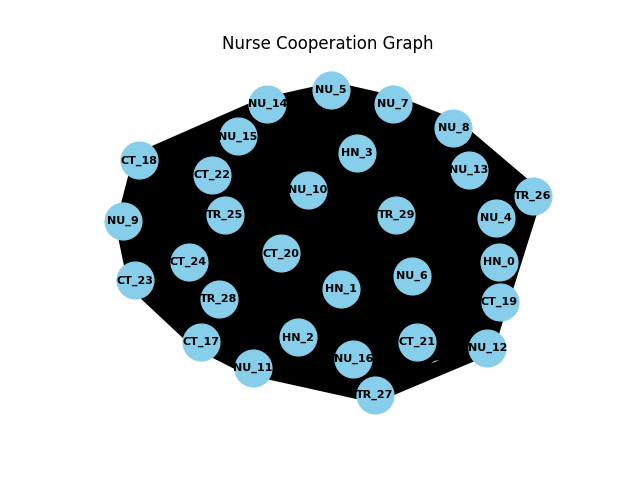 Nurse Cooperation Graph
NU_5
NU_14
NU_7
NU_8
NU_15
HN_3
CT_18
NU_13
CT_22
NU_10
TR_26
TR_25
TR_29
NU_4
NU_9
CT_20
CT_24
HN_0
NU_6
CT_23
HN_1
TR_28
CT_19
HN_2
CT_17
CT_21
NU_12
NU_16
NU_11
TR_27